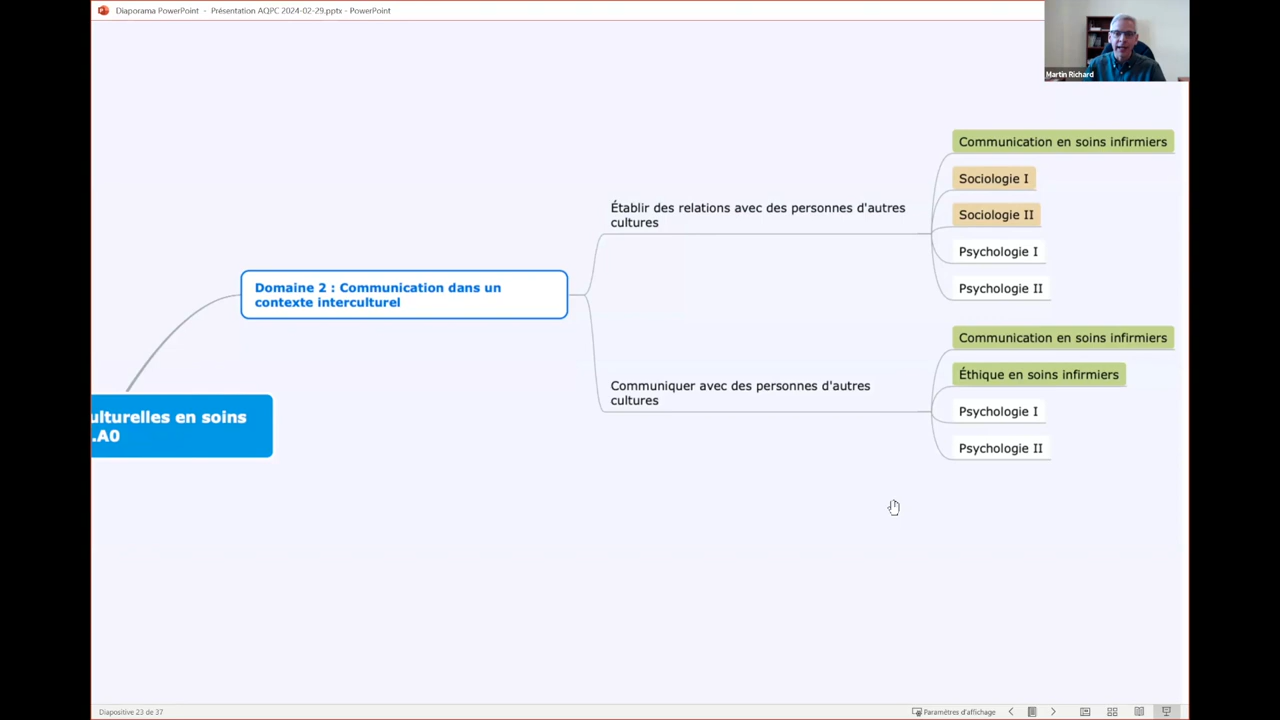 Diaporama PowerPoint - Présentation AQPC 2024-02-29.pptx - PowerPoint
Martin Richard
Communication en soins infirmiers
Sociologie I
Établir des relations avec des personnes d'autres
cultures
Sociologie II
Psychologie I
Psychologie II
Domaine 2 : Communication dans un
contexte interculturel
Communication en soins infirmiers
Éthique en soins infirmiers
Communiquer avec des personnes d'autres
cultures
Psychologie I
Psychologie II
ulturelles en soins
.A0
Diapositive 23 de 37
Paramètres d'affichage